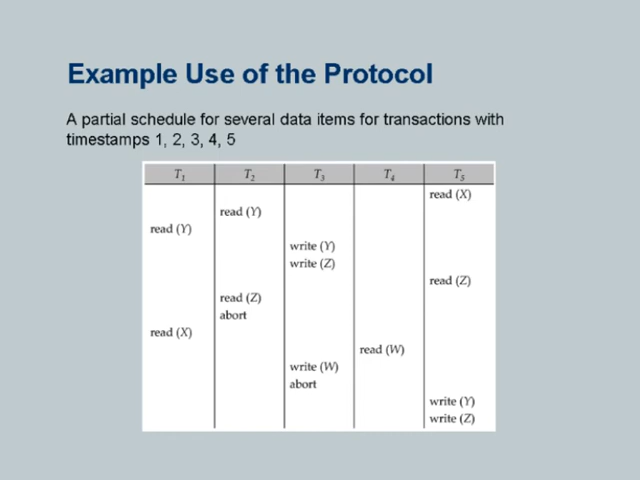 Example Use of the Protocol
A partial schedule for several data items for transactions with
timestamps 1, 2, 3, 4, 5
T1 T2 T3 T4 T5
read (X)
read (Y)
read (Y)
write (Y)
write (Z)
read (Z)
read (Z)
abort
read (X)
read (W)
write (W)
abort
write (Y)
write (Z)